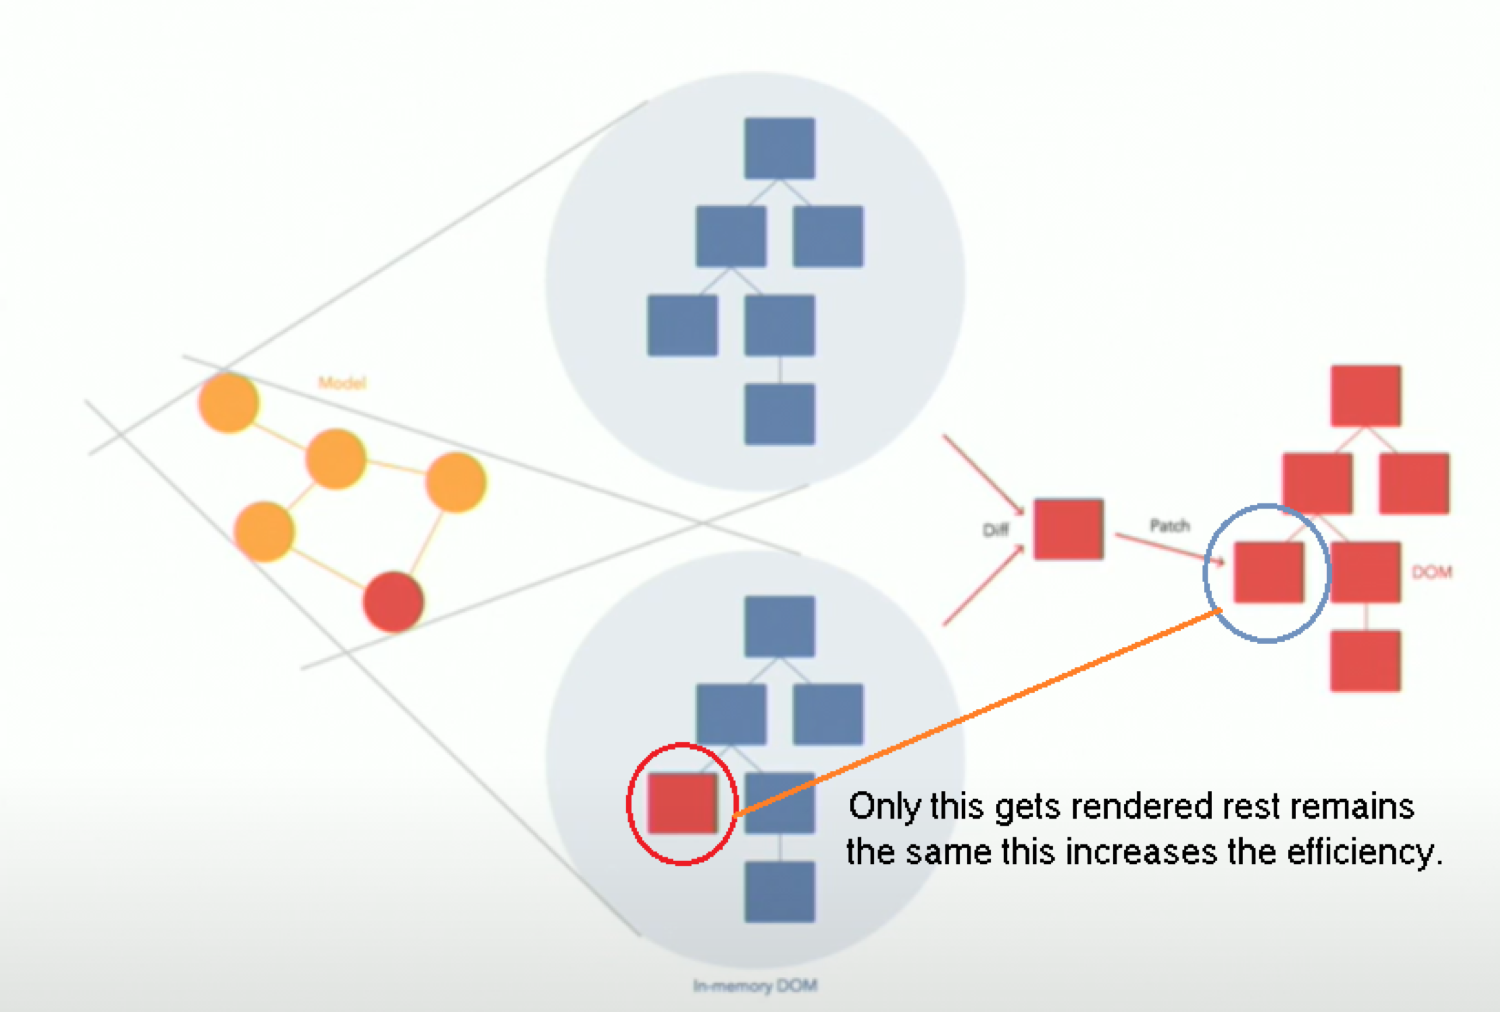 Model
Diff
Patch
DOM
Only this gets rendered rest remains
the same this increases the efficiency.
In-memory DOM